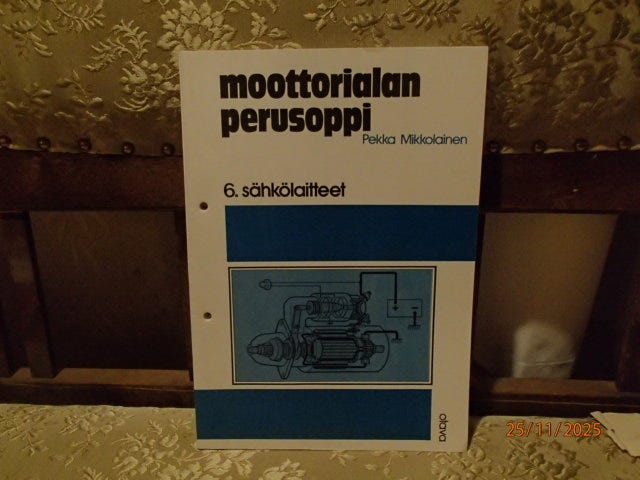 moottorialan
perusoppi
Pekka Mikkolainen
6. sähkölaitteet
otava
25/11/2025